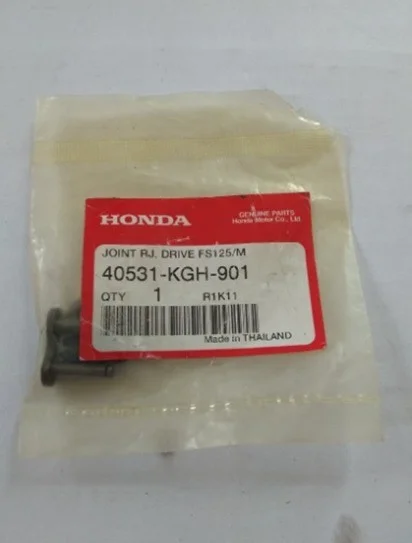 HONDA
GENUINE PARTS
Honda Motor Co., Ltd.
JOINT RJ. DRIVE FS125/M
40531-KGH-901
QTY 1 R1K11
Made in THAILAND